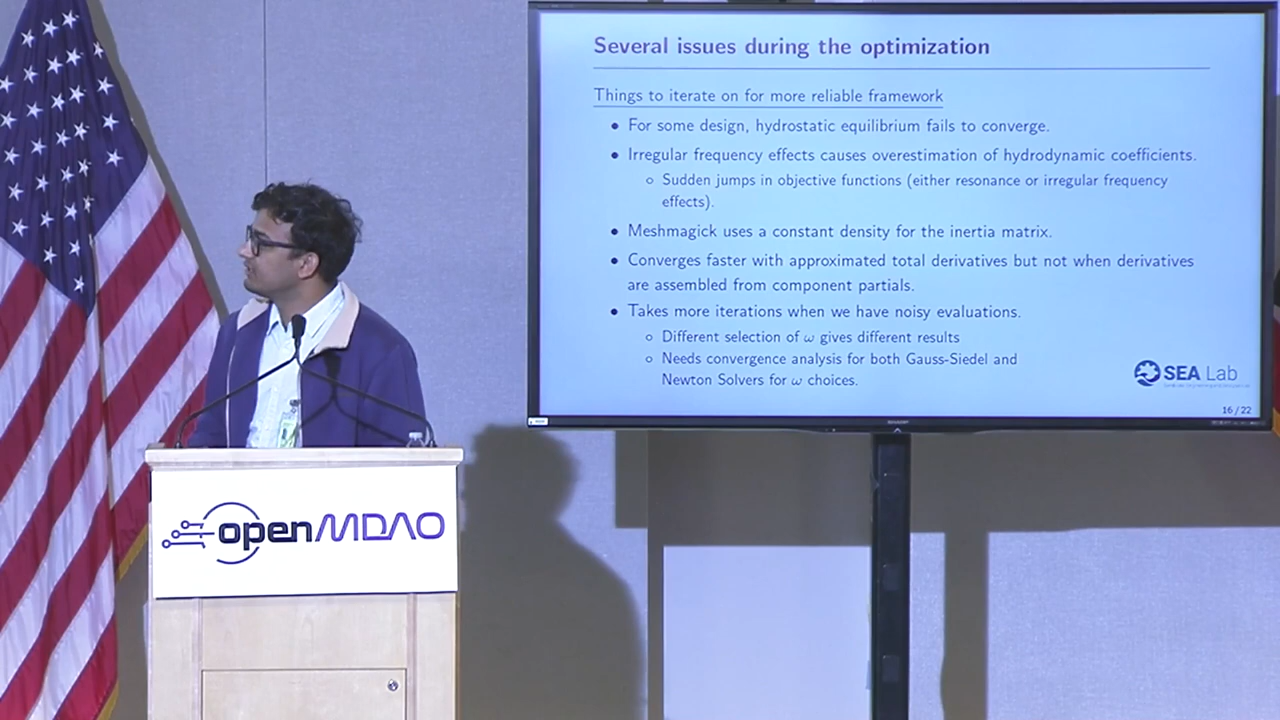 Several issues during the optimization
Things to iterate on for more reliable framework
• For some design, hydrostatic equilibrium fails to converge.
• Irregular frequency effects causes overestimation of hydrodynamic coefficients.
◦ Sudden jumps in objective functions (either resonance or irregular frequency
effects).
• Meshmagick uses a constant density for the inertia matrix.
• Converges faster with approximated total derivatives but not when derivatives
are assembled from component partials.
• Takes more iterations when we have noisy evaluations.
◦ Different selection of ω gives different results
◦ Needs convergence analysis for both Gauss-Siedel and
Newton Solvers for ω choices.
SEA Lab
16 / 22
openMDAO